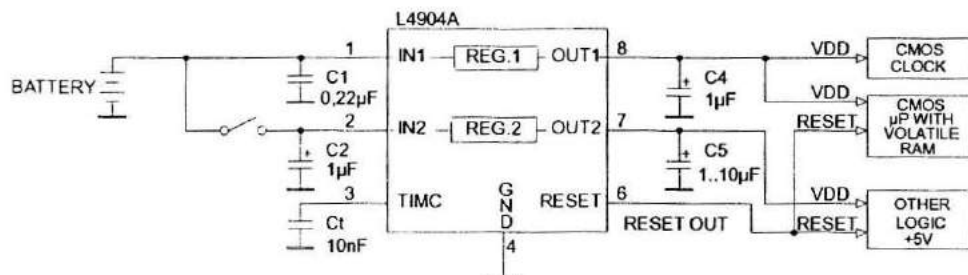 L4904A
1
IN1
REG.1
OUT1
8
VDD
CMOS
CLOCK
BATTERY
C1
0,22µF
C4
1µF
VDD
CMOS
µP WITH
VOLATILE
RAM
RESET
2
IN2
REG.2
OUT2
7
C2
1µF
C5
1..10µF
3
TIMC
GND
RESET
6
VDD
OTHER
LOGIC
+5V
RESET
RESET OUT
Ct
10nF
4